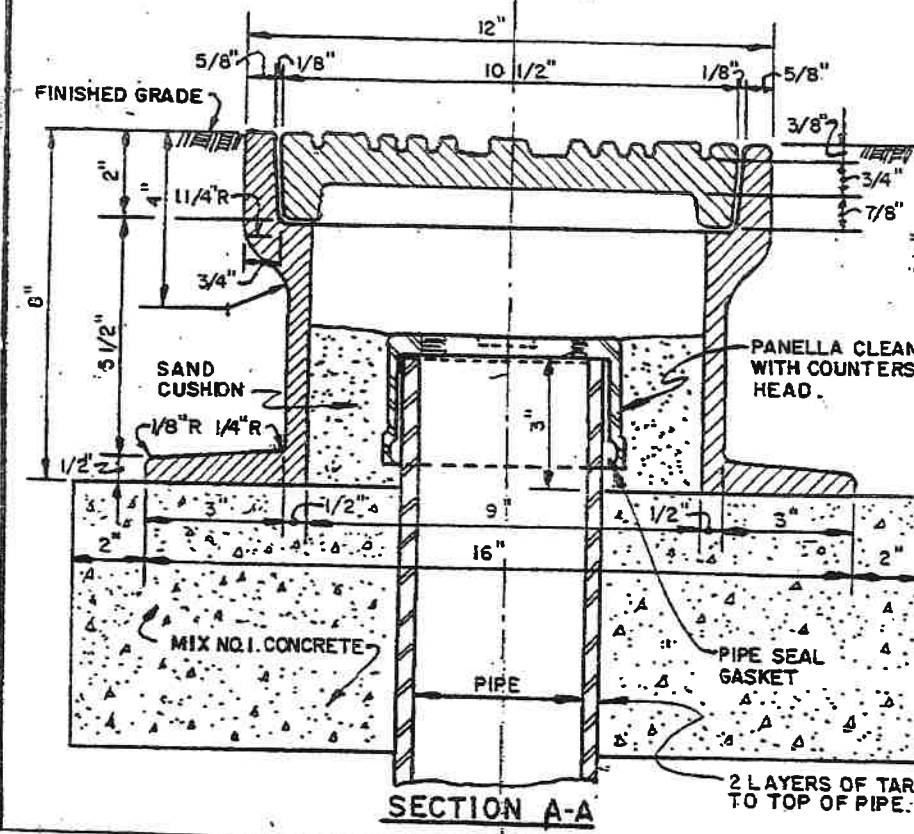 12"
5/8" 1/8" 10 1/2" 1/8" 5/8"
FINISHED GRADE
3/8"
2"
4"
3/4"
1 1/4"R
7/8"
3/4"
8"
5 1/2"
SAND
CUSHION
PANELLA CLEAN
WITH COUNTERS
HEAD.
3"
1/8"R 1/4"R
1/2"
3" 1/2" 9" 1/2" 3"
2" 16" 2"
MIX NO.1. CONCRETE
PIPE SEAL
GASKET
PIPE
2 LAYERS OF TAR
TO TOP OF PIPE.
SECTION A-A